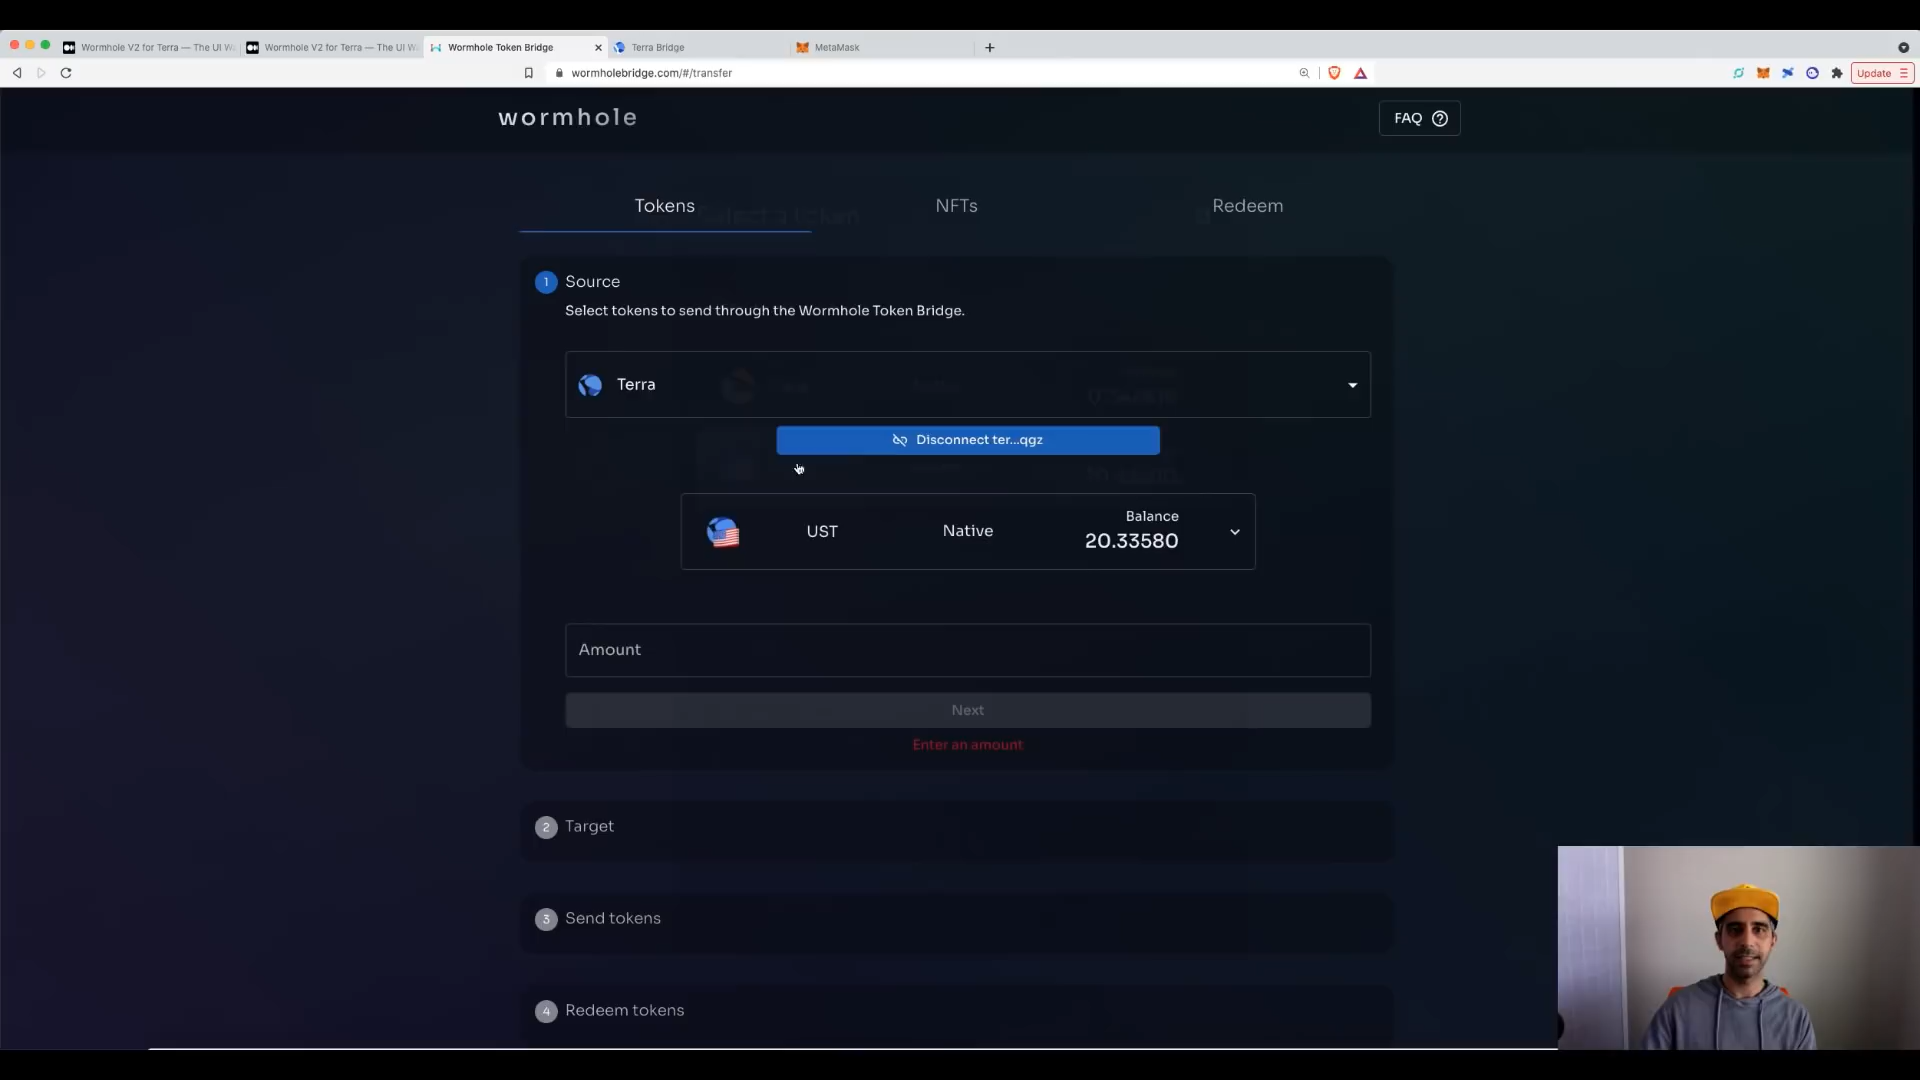 Wormhole V2 for Terra — The UI Wa
Wormhole V2 for Terra — The UI Wa
Wormhole Token Bridge
Terra Bridge
MetaMask
wormholebridge.com/#/transfer
Update
wormhole
FAQ
Tokens
NFTs
Redeem
1 Source
Select tokens to send through the Wormhole Token Bridge.
Terra
Disconnect ter...qgz
UST
Native
Balance
20.33580
Amount
Next
Enter an amount
2 Target
3 Send tokens
4 Redeem tokens